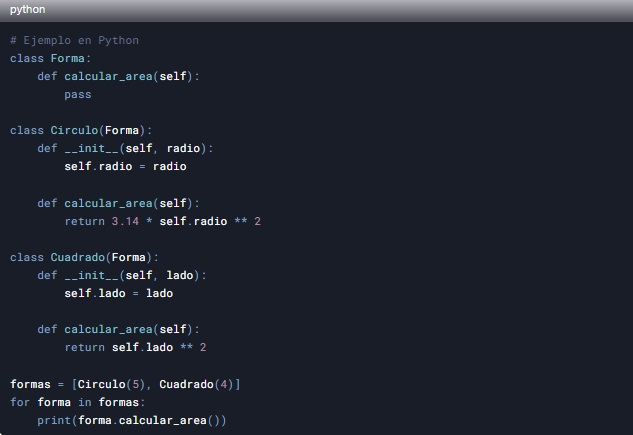 python
# Ejemplo en Python
class Forma:
    def calcular_area(self):
        pass

class Circulo(Forma):
    def __init__(self, radio):
        self.radio = radio

    def calcular_area(self):
        return 3.14 * self.radio ** 2

class Cuadrado(Forma):
    def __init__(self, lado):
        self.lado = lado

    def calcular_area(self):
        return self.lado ** 2

formas = [Circulo(5), Cuadrado(4)]
for forma in formas:
    print(forma.calcular_area())